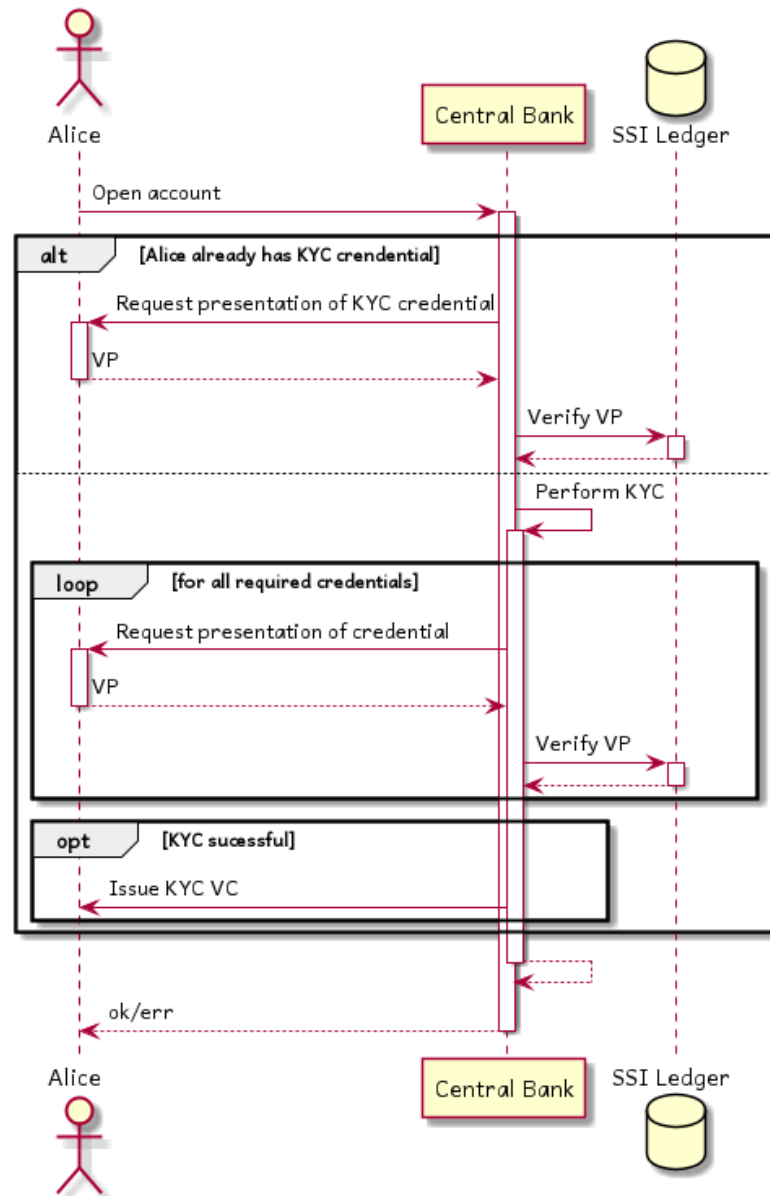 Alice
Central Bank
SSI Ledger
Open account
alt
[Alice already has KYC crendential]
Request presentation of KYC credential
VP
Verify VP
Perform KYC
loop
[for all required credentials]
Request presentation of credential
VP
Verify VP
opt
[KYC sucessful]
Issue KYC VC
ok/err
Alice
Central Bank
SSI Ledger